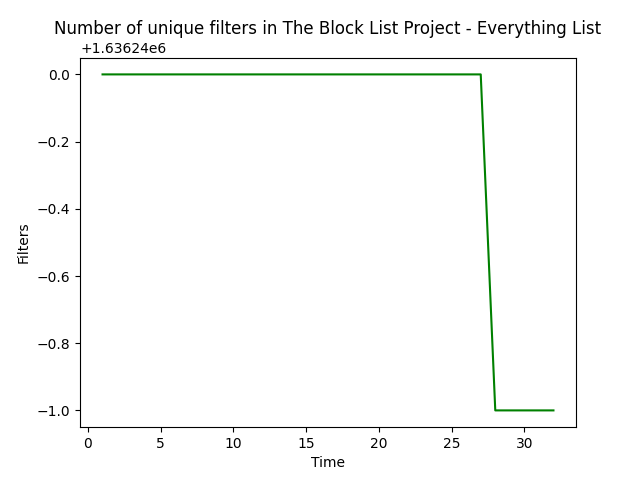 Number of unique filters in The Block List Project - Everything List
+1.63624e6
0.0
−0.2
−0.4
−0.6
−0.8
−1.0
Filters
0 5 10 15 20 25 30
Time